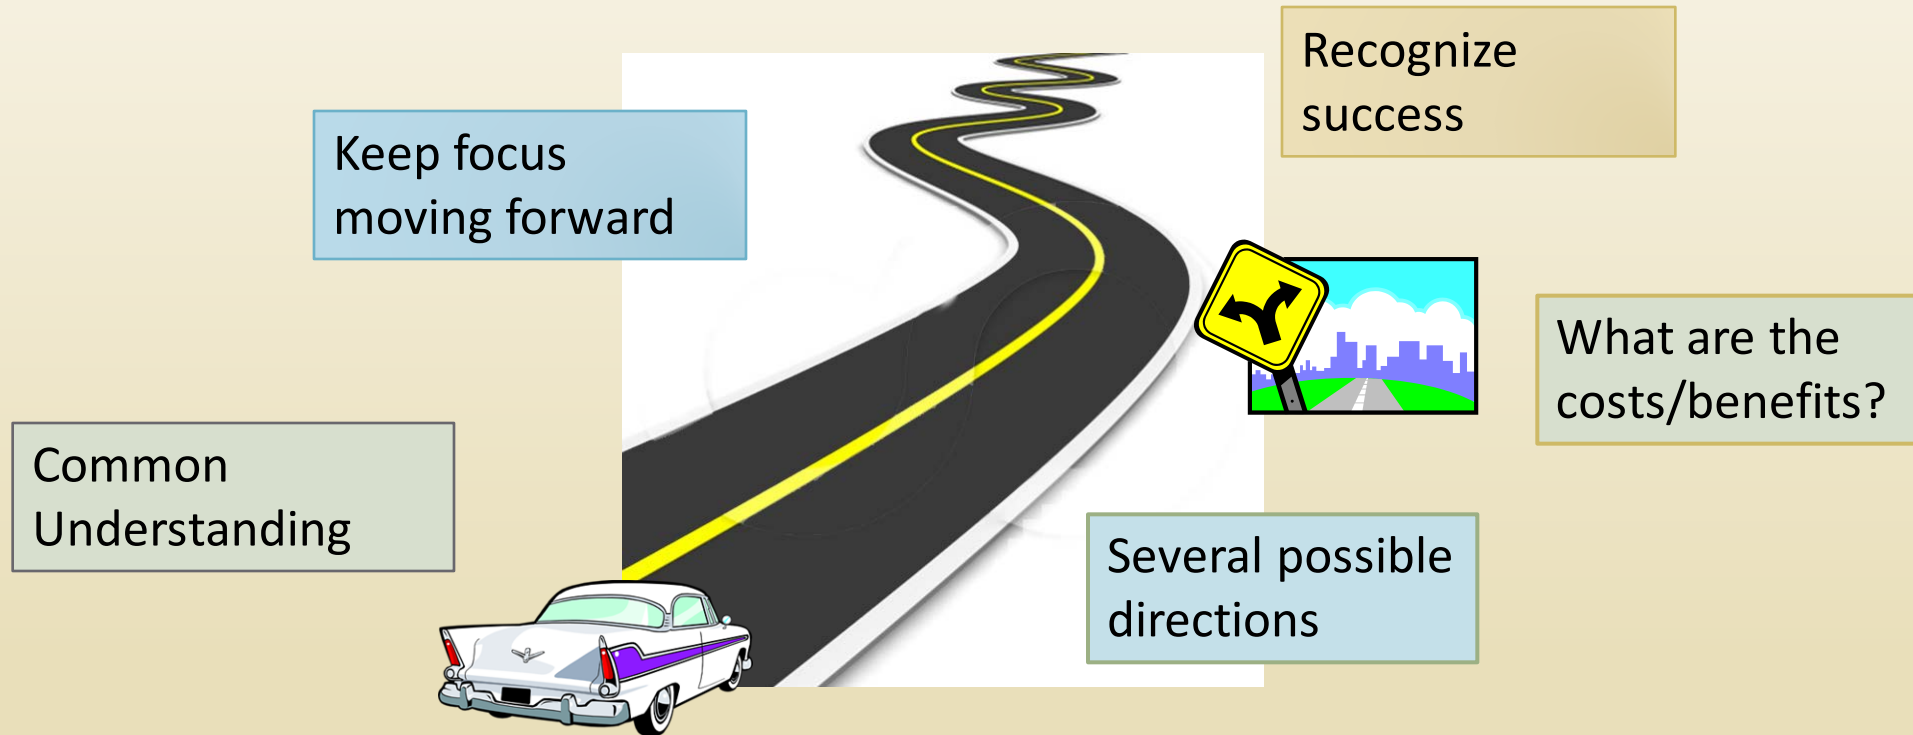 Recognize
success
Keep focus
moving forward
What are the
costs/benefits?
Common
Understanding
Several possible
directions